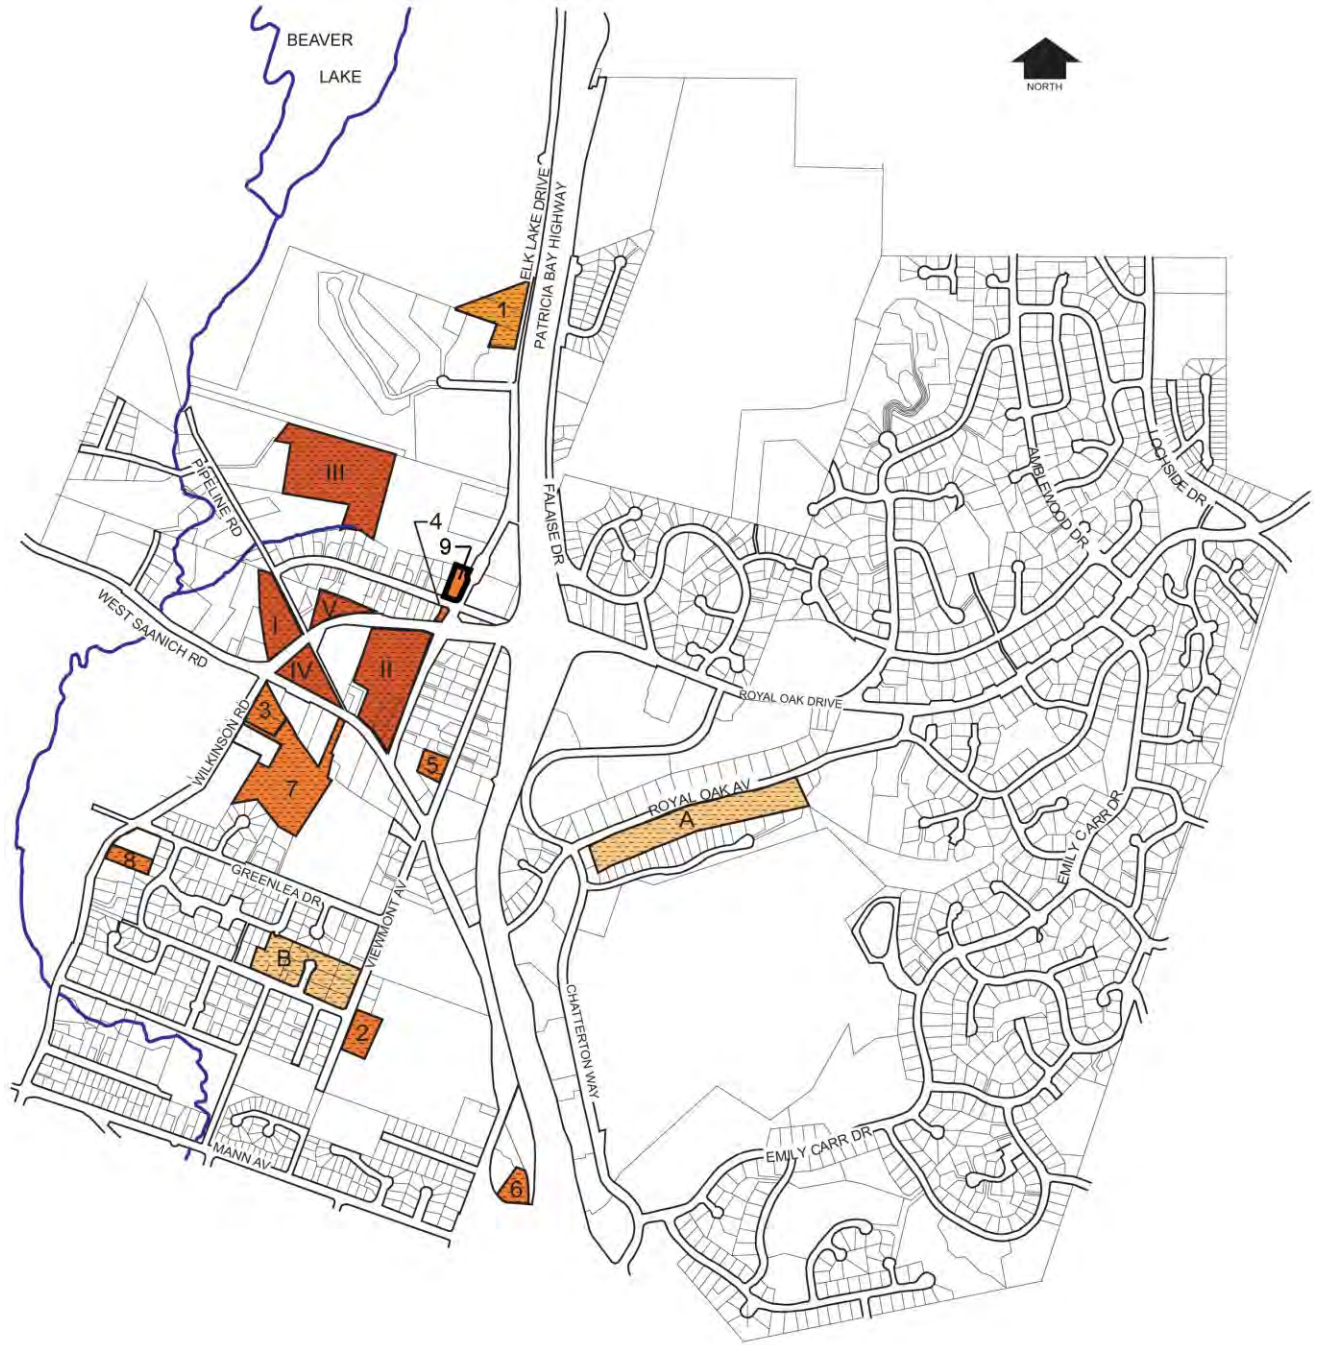 BEAVER
LAKE
NORTH
ELK LAKE DRIVE
PATRICIA BAY HIGHWAY
1
III
PIPELINE RD
4
9
FALAISE DR
AMBLEWOOD DR
LOCHSIDE DR
WEST SAANICH RD
I
V
IV
II
3
ROYAL OAK DRIVE
WILKINSON RD
5
7
ROYAL OAK AV
A
EMILY CARR DR
8
GREENLEA DR
VIEWMONT AV
B
2
CHATTERTON WAY
MANN AV
EMILY CARR DR
6